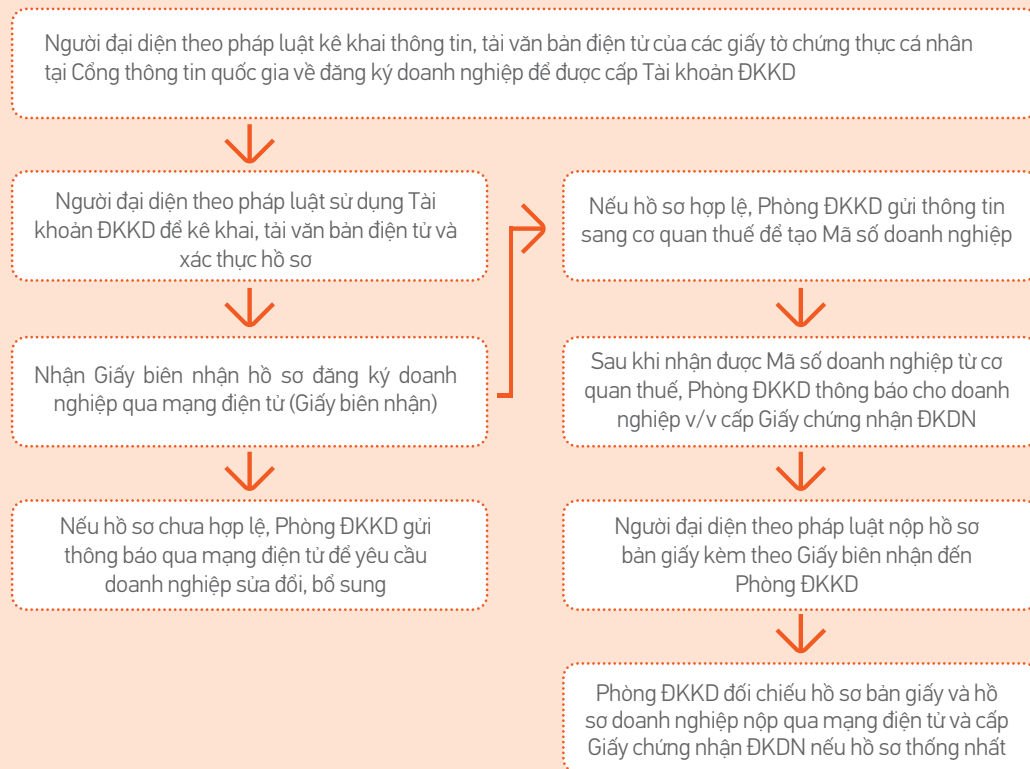 Người đại diện theo pháp luật kê khai thông tin, tải văn bản điện tử của các giấy tờ chứng thực cá nhân
tại Cổng thông tin quốc gia về đăng ký doanh nghiệp để được cấp Tài khoản ĐKKD
Người đại diện theo pháp luật sử dụng Tài
khoản ĐKKD để kê khai, tải văn bản điện tử và
xác thực hồ sơ
Nhận Giấy biên nhận hồ sơ đăng ký doanh
nghiệp qua mạng điện tử (Giấy biên nhận)
Nếu hồ sơ chưa hợp lệ, Phòng ĐKKD gửi
thông báo qua mạng điện tử để yêu cầu
doanh nghiệp sửa đổi, bổ sung
Nếu hồ sơ hợp lệ, Phòng ĐKKD gửi thông tin
sang cơ quan thuế để tạo Mã số doanh nghiệp
Sau khi nhận được Mã số doanh nghiệp từ cơ
quan thuế, Phòng ĐKKD thông báo cho doanh
nghiệp v/v cấp Giấy chứng nhận ĐKDN
Người đại diện theo pháp luật nộp hồ sơ
bản giấy kèm theo Giấy biên nhận đến
Phòng ĐKKD
Phòng ĐKKD đối chiếu hồ sơ bản giấy và hồ
sơ doanh nghiệp nộp qua mạng điện tử và cấp
Giấy chứng nhận ĐKDN nếu hồ sơ thống nhất